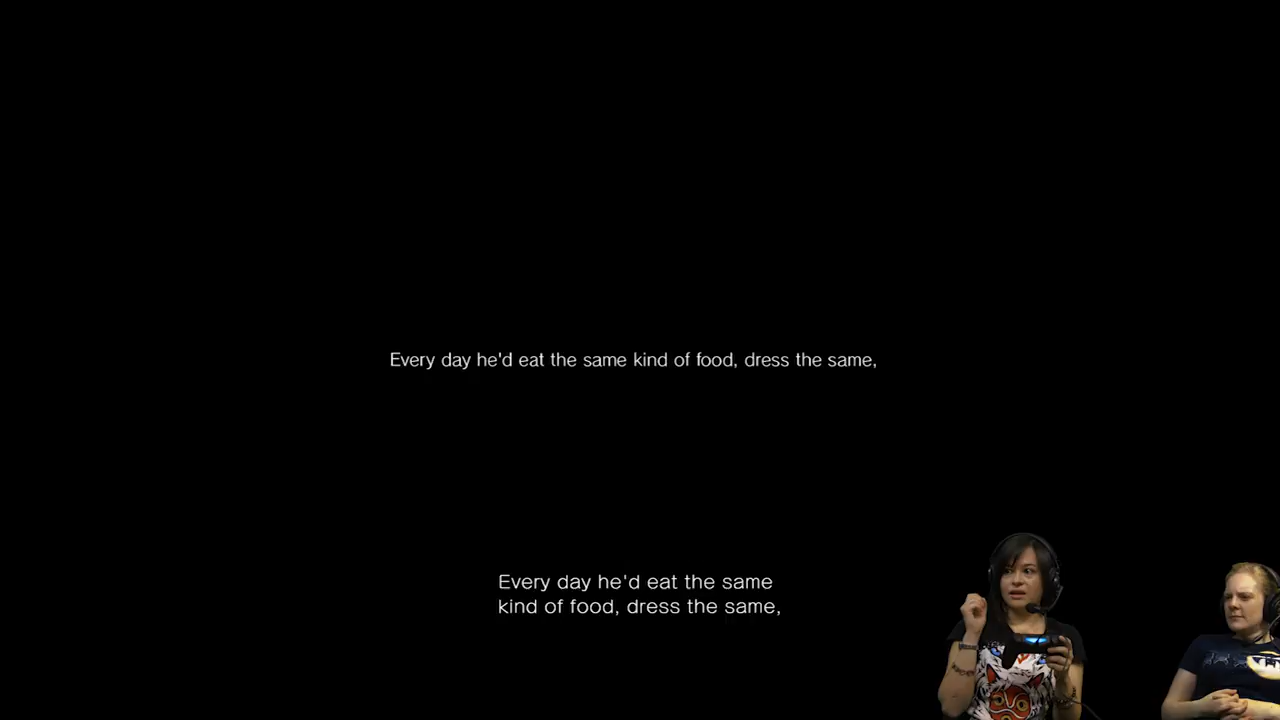 Every day he'd eat the same kind of food, dress the same,
Every day he'd eat the same
kind of food, dress the same,